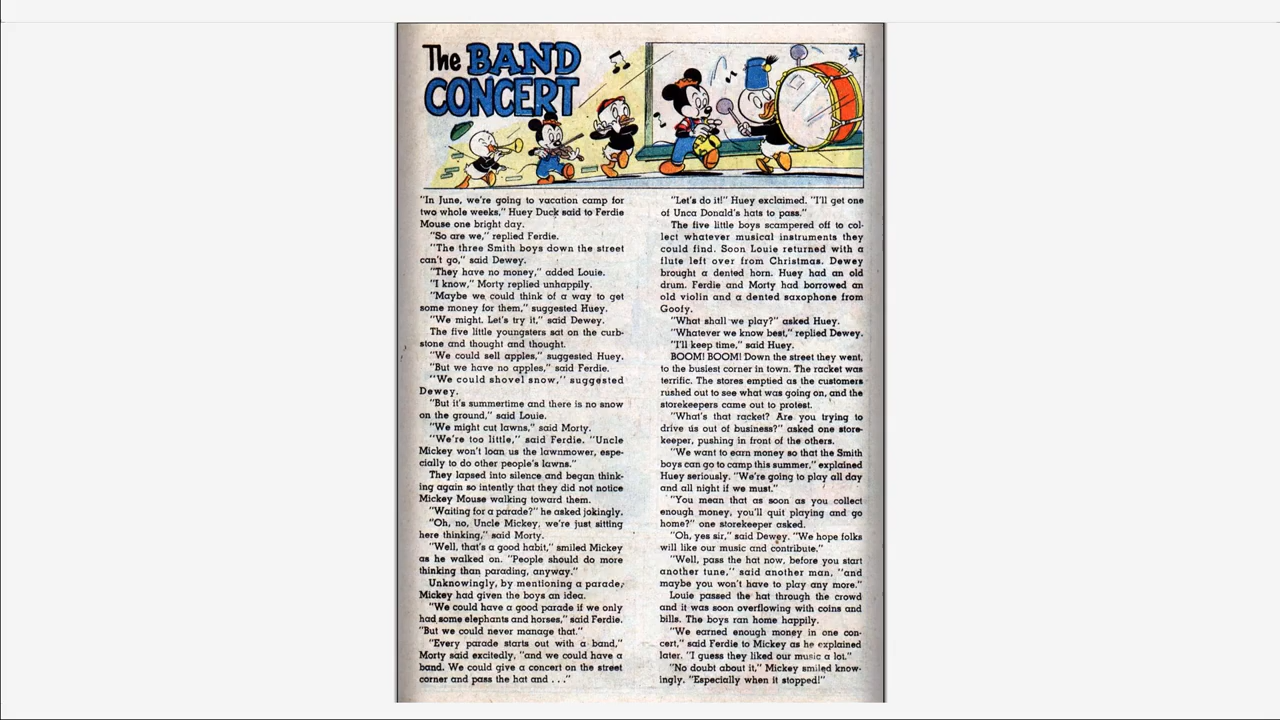 The BAND
CONCERT
"In June, we're going to vacation camp for
two whole weeks," Huey Duck said to Ferdie
Mouse one bright day.
"So are we," replied Ferdie.
"The three Smith boys down the street
can't go," said Dewey.
"They have no money," added Louie.
"I know," Morty replied unhappily.
"Maybe we could think of a way to get
some money for them," suggested Huey.
"We might. Let's try it," said Dewey.
The five little youngsters sat on the curb-
stone and thought and thought.
"We could sell apples," suggested Huey.
"But we have no apples," said Ferdie.
"We could shovel snow," suggested
Dewey.
"But it's summertime and there is no snow
on the ground," said Louie.
"We might cut lawns," said Morty.
"We're too little," said Ferdie. "Uncle
Mickey won't loan us the lawnmower, espe-
cially to do other people's lawns."
They lapsed into silence and began think-
ing again so intently that they did not notice
Mickey Mouse walking toward them.
"Waiting for a parade?" he asked jokingly.
"Oh, no, Uncle Mickey, we're just sitting
here thinking," said Morty.
"Well, that's a good habit," smiled Mickey
as he walked on. "People should do more
thinking than parading, anyway."
Unknowingly, by mentioning a parade,
Mickey had given the boys an idea.
"We could have a good parade if we only
had some elephants and horses," said Ferdie.
"But we could never manage that."
"Every parade starts out with a band,"
Morty said excitedly, "and we could have a
band. We could give a concert on the street
corner and pass the hat and . . ."
"Let's do it!" Huey exclaimed. "I'll get one
of Unca Donald's hats to pass."
The five little boys scampered off to col-
lect whatever musical instruments they
could find. Soon Louie returned with a
flute left over from Christmas. Dewey
brought a dented horn. Huey had an old
drum. Ferdie and Morty had borrowed an
old violin and a dented saxophone from
Goofy.
"What shall we play?" asked Huey.
"Whatever we know best," replied Dewey.
"I'll keep time," said Huey.
BOOM! BOOM! Down the street they went,
to the busiest corner in town. The racket was
terrific. The stores emptied as the customers
rushed out to see what was going on, and the
storekeepers came out to protest.
"What's that racket? Are you trying to
drive us out of business?" asked one store-
keeper, pushing in front of the others.
"We want to earn money so that the Smith
boys can go to camp this summer," explained
Huey seriously. "We're going to play all day
and all night if we must."
"You mean that as soon as you collect
enough money, you'll quit playing and go
home?" one storekeeper asked.
"Oh, yes sir," said Dewey. "We hope folks
will like our music and contribute."
"Well, pass the hat now, before you start
another tune," said another man, "and
maybe you won't have to play any more."
Louie passed the hat through the crowd
and it was soon overflowing with coins and
bills. The boys ran home happily.
"We earned enough money in one con-
cert," said Ferdie to Mickey as he explained
later. "I guess they liked our music a lot."
"No doubt about it," Mickey smiled know-
ingly. "Especially when it stopped!"